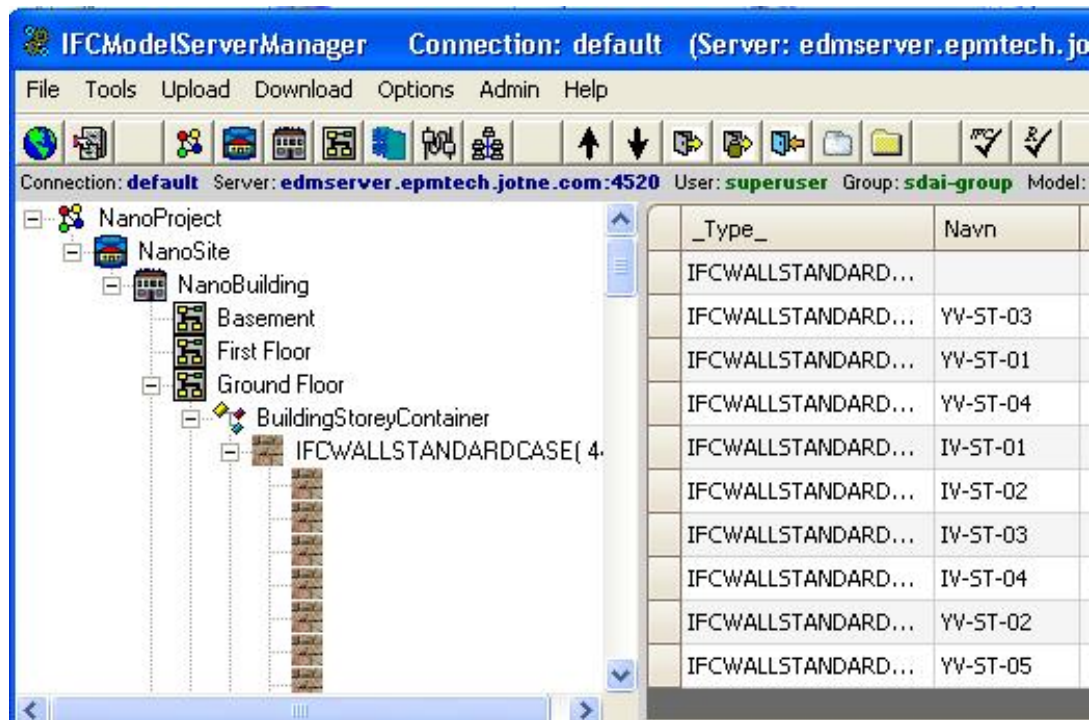 IFCModelServerManager Connection: default (Server: edmserver.epmtech.jo
File Tools Upload Download Options Admin Help
Connection: default Server: edmserver.epmtech.jotne.com:4520 User: superuser Group: sdai-group Model:
NanoProject
NanoSite
NanoBuilding
Basement
First Floor
Ground Floor
BuildingStoreyContainer
IFCWALLSTANDARDCASE( 4
_Type_ Navn
IFCWALLSTANDARD...
IFCWALLSTANDARD... YV-ST-03
IFCWALLSTANDARD... YV-ST-01
IFCWALLSTANDARD... YV-ST-04
IFCWALLSTANDARD... IV-ST-01
IFCWALLSTANDARD... IV-ST-02
IFCWALLSTANDARD... IV-ST-03
IFCWALLSTANDARD... IV-ST-04
IFCWALLSTANDARD... YV-ST-02
IFCWALLSTANDARD... YV-ST-05